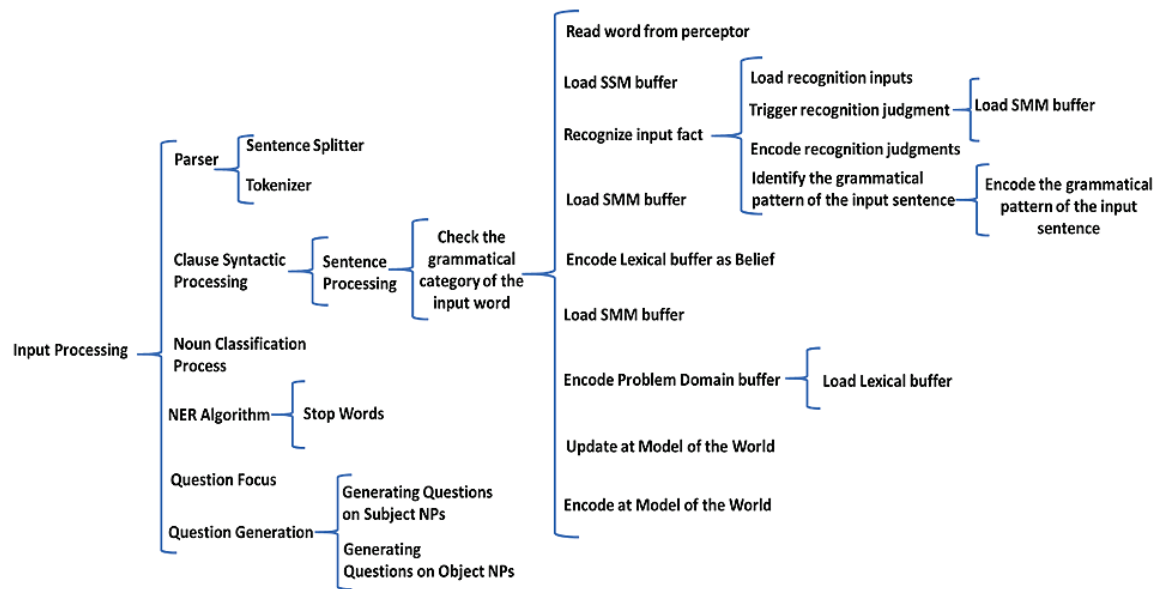 Input Processing
Parser
Sentence Splitter
Tokenizer
Clause Syntactic
Processing
Sentence
Processing
Check the
grammatical
category of the
input word
Read word from perceptor
Load SSM buffer
Recognize input fact
Load recognition inputs
Trigger recognition judgment
Load SMM buffer
Encode recognition judgments
Identify the grammatical
pattern of the input sentence
Encode the grammatical
pattern of the input
sentence
Load SMM buffer
Encode Lexical buffer as Belief
Load SMM buffer
Encode Problem Domain buffer
Load Lexical buffer
Update at Model of the World
Encode at Model of the World
Noun Classification
Process
NER Algorithm
Stop Words
Question Focus
Question Generation
Generating Questions
on Subject NPs
Generating
Questions on Object NPs